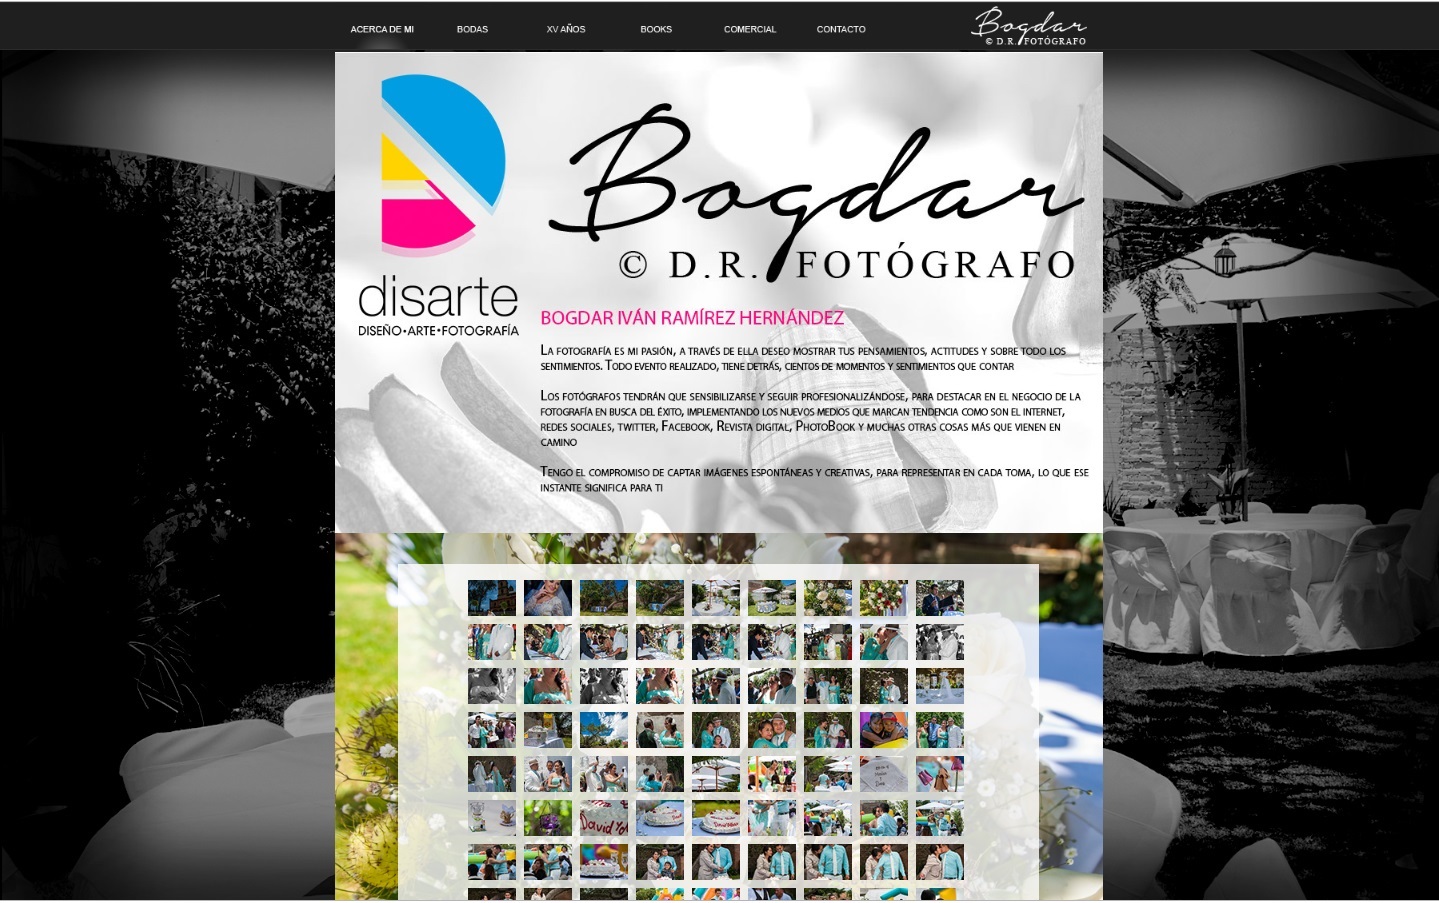 ACERCA DE MI
BODAS
XV AÑOS
BOOKS
COMERCIAL
CONTACTO
Bogdar
© D.R. FOTÓGRAFO
Bogdar
© D.R. FOTÓGRAFO
disarte
DISEÑO•ARTE•FOTOGRAFÍA
BOGDAR IVÁN RAMÍREZ HERNÁNDEZ
La fotografía es mi pasión, a través de ella deseo mostrar tus pensamientos, actitudes y sobre todo los
sentimientos. Todo evento realizado, tiene detrás, cientos de momentos y sentimientos que contar
Los fotógrafos tendrán que sensibilizarse y seguir profesionalizándose, para destacar en el negocio de la
fotografía en busca del éxito, implementando los nuevos medios que marcan tendencia como son el internet,
redes sociales, twitter, Facebook, Revista digital, PhotoBook y muchas otras cosas más que vienen en
camino
Tengo el compromiso de captar imágenes espontáneas y creativas, para representar en cada toma, lo que ese
instante significa para ti